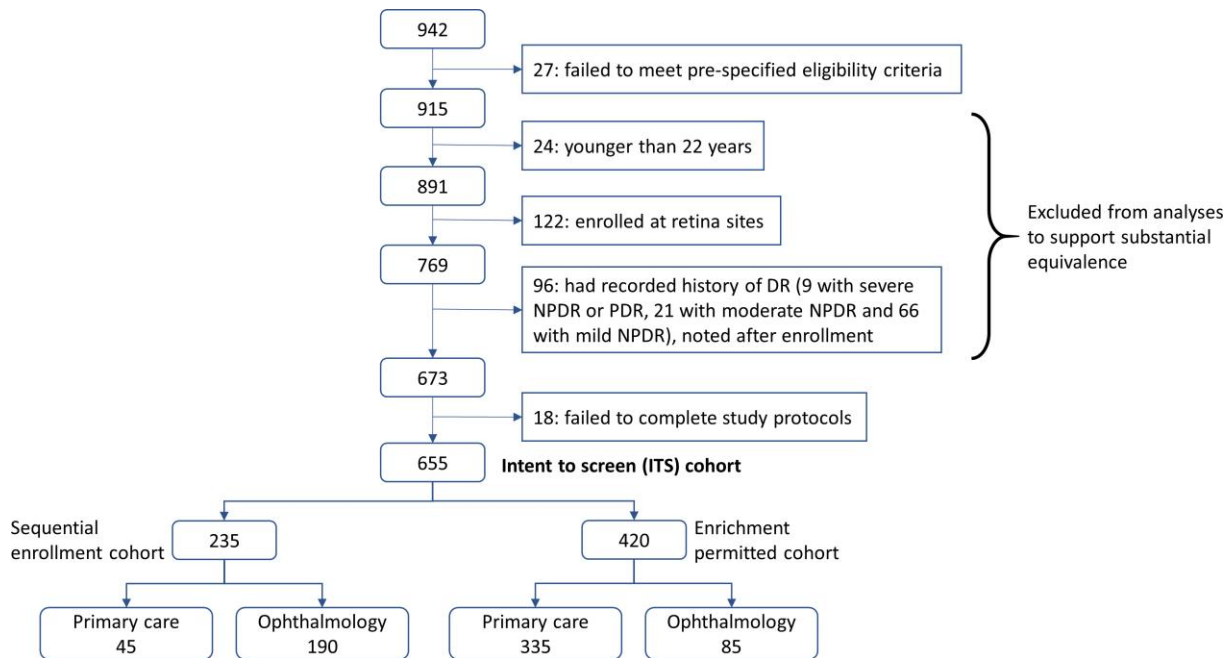 942
27: failed to meet pre-specified eligibility criteria
915
24: younger than 22 years
891
122: enrolled at retina sites
769
96: had recorded history of DR (9 with severe
NPDR or PDR, 21 with moderate NPDR and 66
with mild NPDR), noted after enrollment
Excluded from analyses
to support substantial
equivalence
673
18: failed to complete study protocols
655
Intent to screen (ITS) cohort
Sequential
enrollment cohort
235
420
Enrichment
permitted cohort
Primary care
45
Ophthalmology
190
Primary care
335
Ophthalmology
85